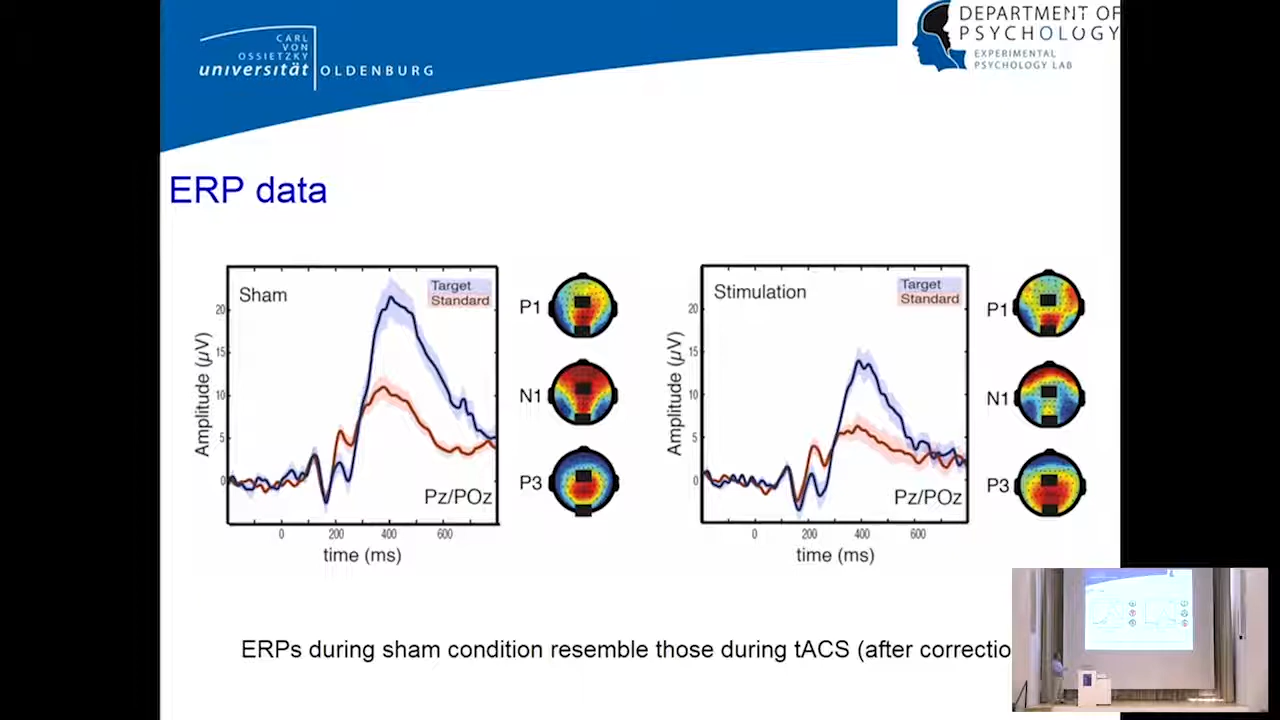 CARL
VON
OSSIETZKY
universität OLDENBURG
DEPARTMENT OF
PSYCHOLOGY
EXPERIMENTAL
PSYCHOLOGY LAB
ERP data
Sham
Target
Standard
Amplitude (µV)
20
15
10
5
0
Pz/POz
0 200 400 600
time (ms)
P1
N1
P3
Stimulation
Target
Standard
Amplitude (µV)
20
15
10
5
0
Pz/POz
0 200 400 600
time (ms)
P1
N1
P3
ERPs during sham condition resemble those during tACS (after correctio